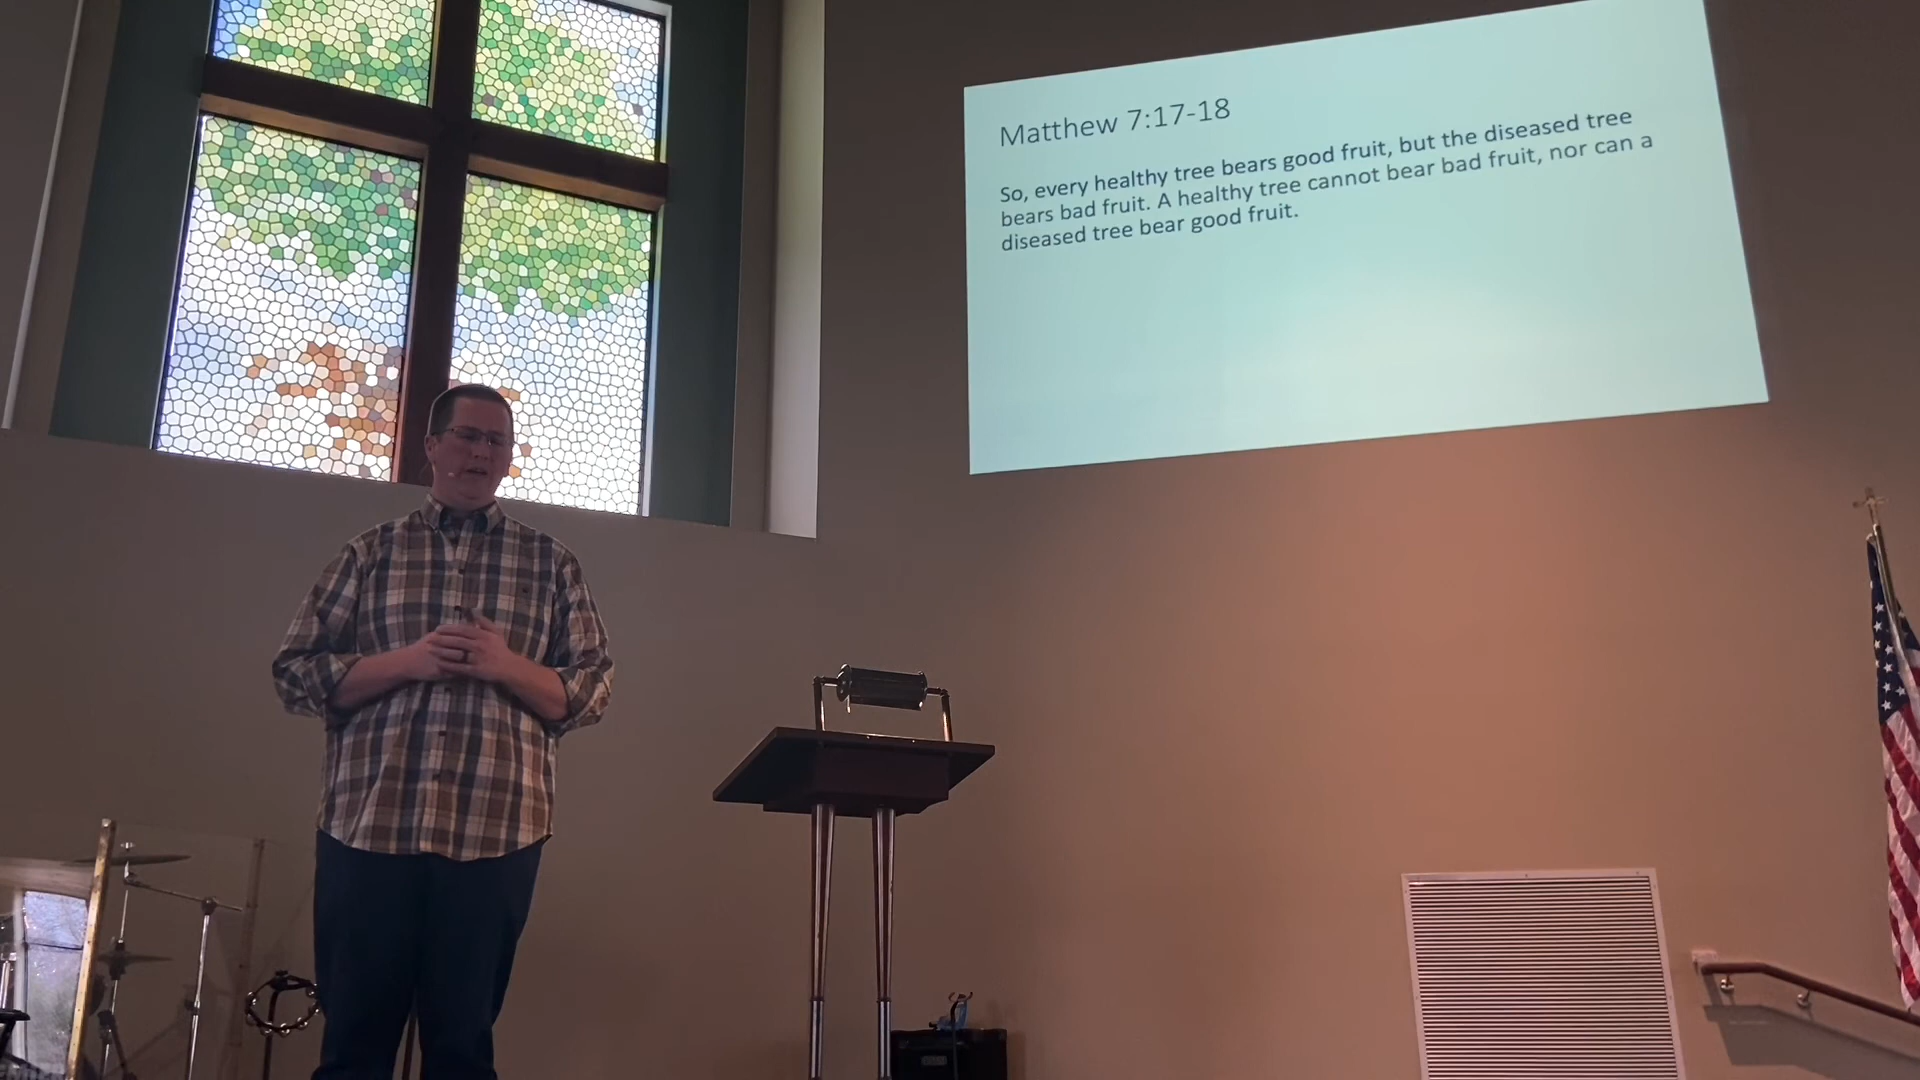 Matthew 7:17-18
So, every healthy tree bears good fruit, but the diseased tree
bears bad fruit. A healthy tree cannot bear bad fruit, nor can a
diseased tree bear good fruit.